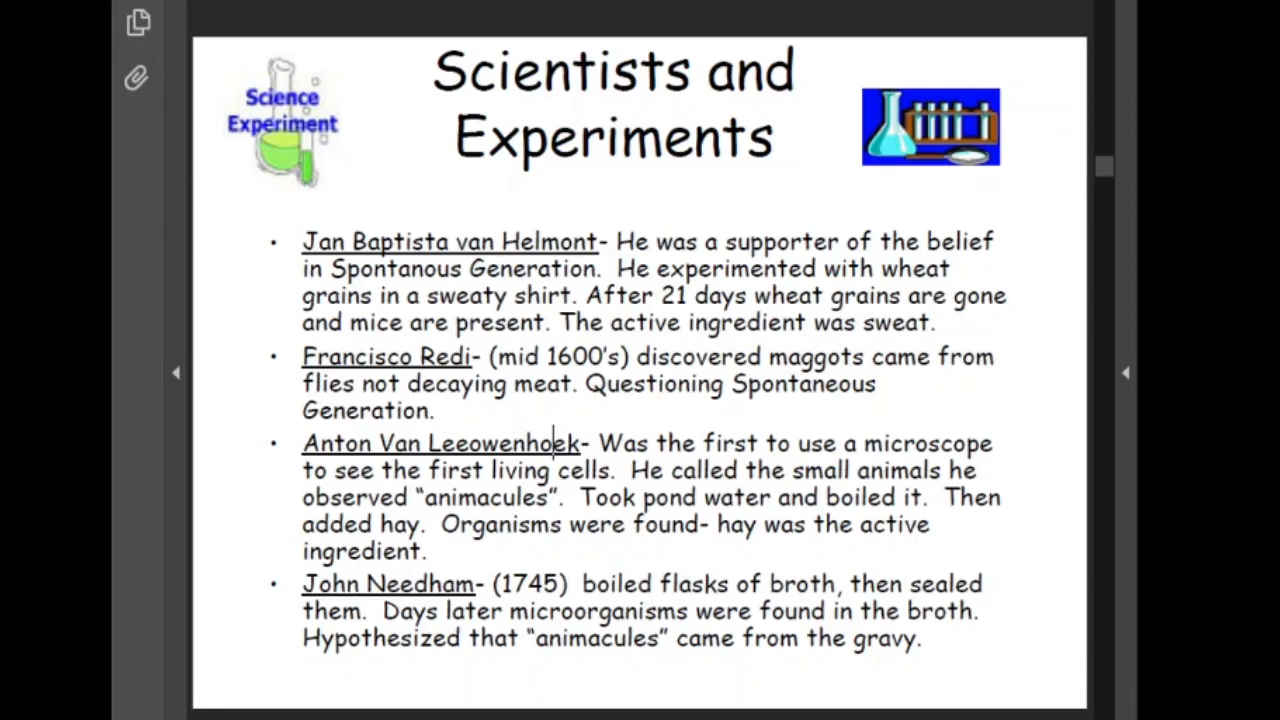 Scientists and
Experiments
Science
Experiment
• Jan Baptista van Helmont- He was a supporter of the belief
in Spontanous Generation. He experimented with wheat
grains in a sweaty shirt. After 21 days wheat grains are gone
and mice are present. The active ingredient was sweat.
• Francisco Redi- (mid 1600's) discovered maggots came from
flies not decaying meat. Questioning Spontaneous
Generation.
• Anton Van Leeowenhoek- Was the first to use a microscope
to see the first living cells. He called the small animals he
observed “animacules”. Took pond water and boiled it. Then
added hay. Organisms were found- hay was the active
ingredient.
• John Needham- (1745) boiled flasks of broth, then sealed
them. Days later microorganisms were found in the broth.
Hypothesized that “animacules” came from the gravy.